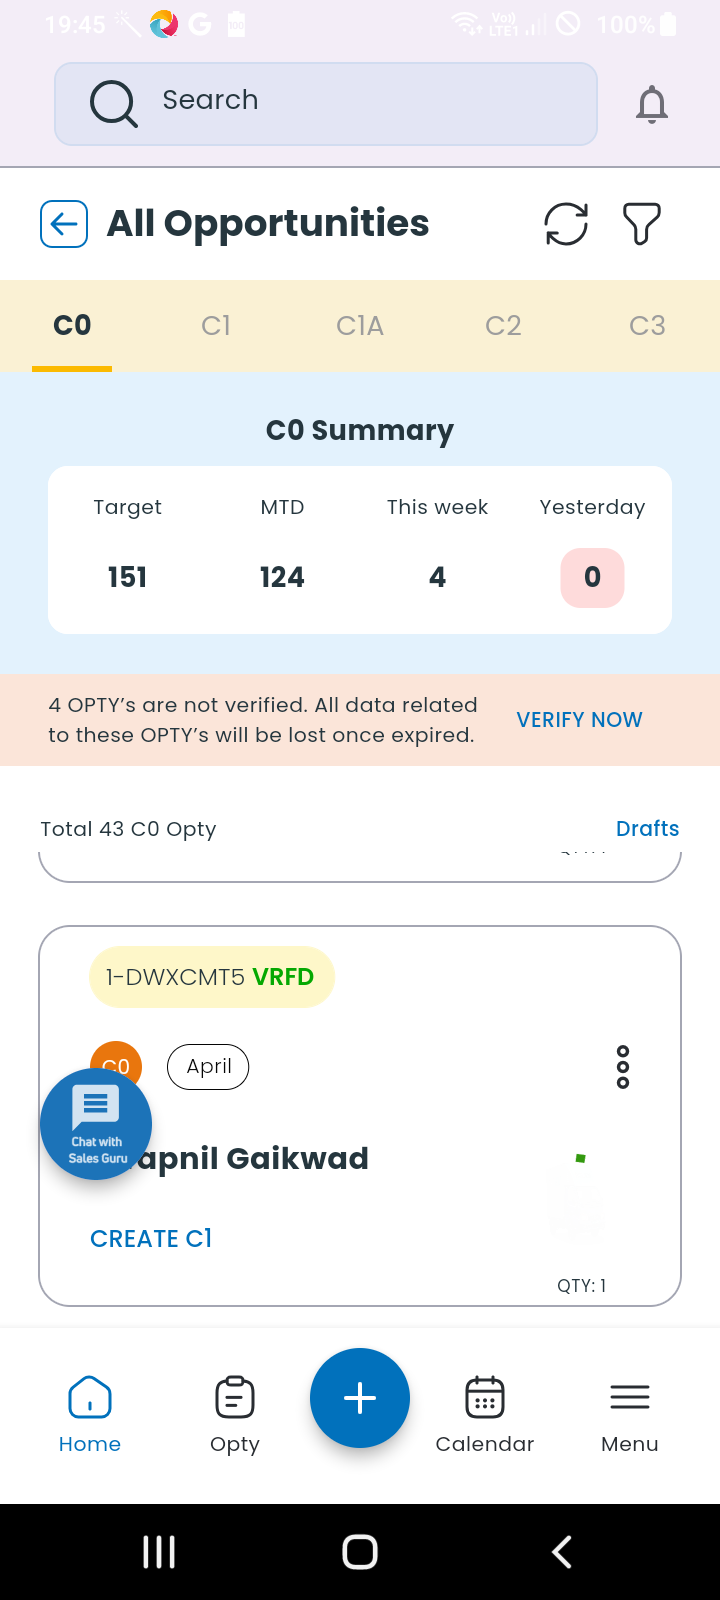 19:45
Vo)
LTE1
100%
Search
All Opportunities
C0 C1 C1A C2 C3
C0 Summary
Target MTD This week Yesterday
151 124 4 0
4 OPTY's are not verified. All data related
to these OPTY's will be lost once expired.
VERIFY NOW
Total 43 C0 Opty
Drafts
1-DWXCMT5 VRFD
C0 April
Chat with
Sales Guru
Gaikwad
CREATE C1
QTY: 1
Home Opty Calendar Menu